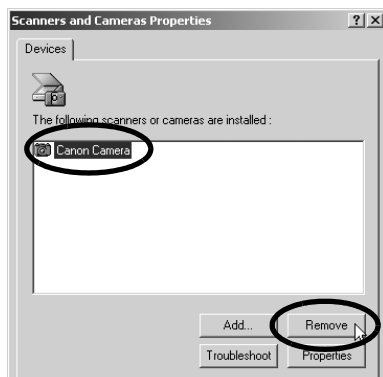 Scanners and Cameras Properties ? ×
Devices
The following scanners or cameras are installed :
Canon Camera
Add... Remove
Troubleshoot Properties